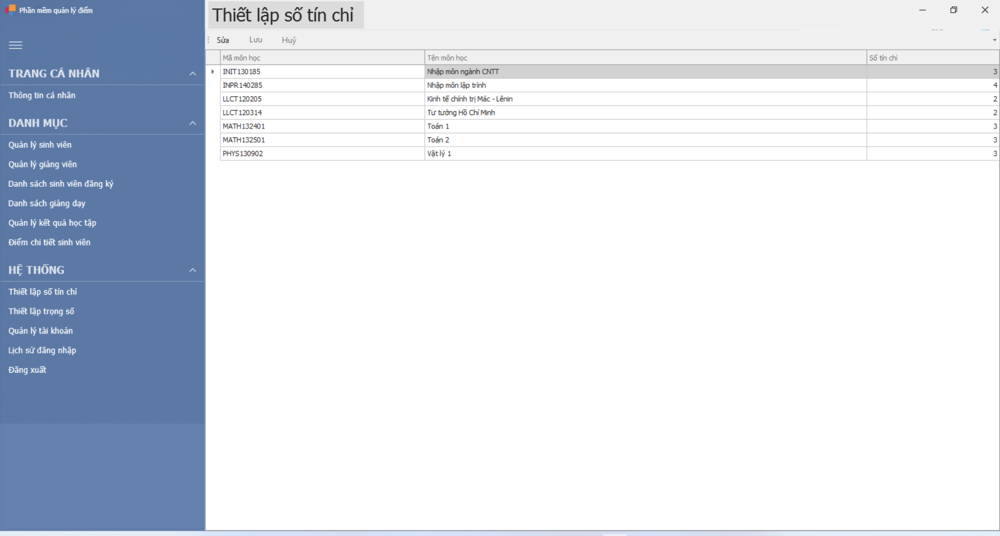 Phần mềm quản lý điểm
TRANG CÁ NHÂN
Thông tin cá nhân
DANH MỤC
Quản lý sinh viên
Quản lý giảng viên
Danh sách sinh viên đăng ký
Danh sách giảng dạy
Quản lý kết quả học tập
Điểm chi tiết sinh viên
HỆ THỐNG
Thiết lập số tín chỉ
Thiết lập trọng số
Quản lý tài khoản
Lịch sử đăng nhập
Đăng xuất
Thiết lập số tín chỉ
Sửa Lưu Huỷ
Mã môn học Tên môn học Số tín chỉ
INIT130185 Nhập môn ngành CNTT 3
INPR140285 Nhập môn lập trình 4
LLCT120205 Kinh tế chính trị Mác - Lênin 2
LLCT120314 Tư tưởng Hồ Chí Minh 2
MATH132401 Toán 1 3
MATH132501 Toán 2 3
PHYS130902 Vật lý 1 3